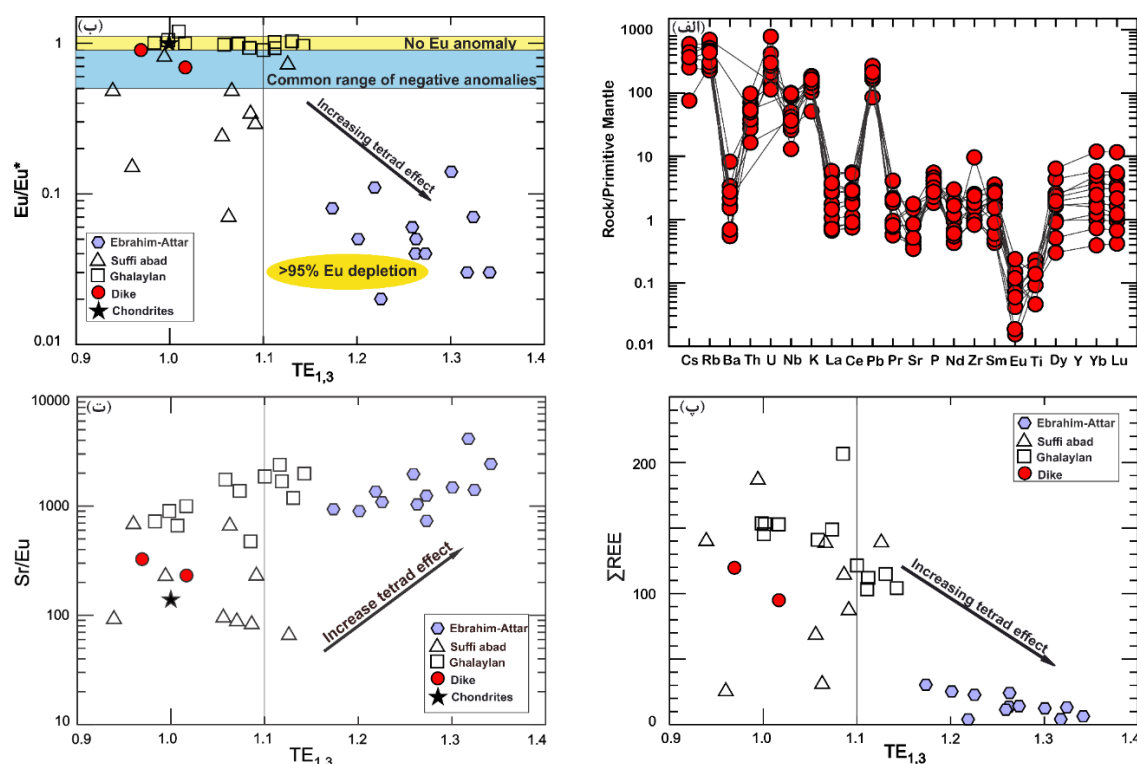 (ب)
Eu/Eu*
1
0.1
0.01
No Eu anomaly
Common range of negative anomalies
Increasing tetrad effect
>95% Eu depletion
Ebrahim-Attar
Suffi abad
Ghalaylan
Dike
Chondrites
0.9 1.0 1.1 1.2 1.3 1.4
TE1,3
(الف)
Rock/Primitive Mantle
1000
100
10
1
0.1
0.01
Cs Rb Ba Th U Nb K La Ce Pb Pr Sr P Nd Zr Sm Eu Ti Dy Y Yb Lu
(ت)
Sr/Eu
10000
1000
100
10
Increase tetrad effect
Ebrahim-Attar
Suffi abad
Ghalaylan
Dike
Chondrites
0.9 1.0 1.1 1.2 1.3 1.4
TE1,3
(پ)
ΣREE
200
150
100
50
0
Increasing tetrad effect
Ebrahim-Attar
Suffi abad
Ghalaylan
Dike
0.9 1.0 1.1 1.2 1.3 1.4
TE1,3